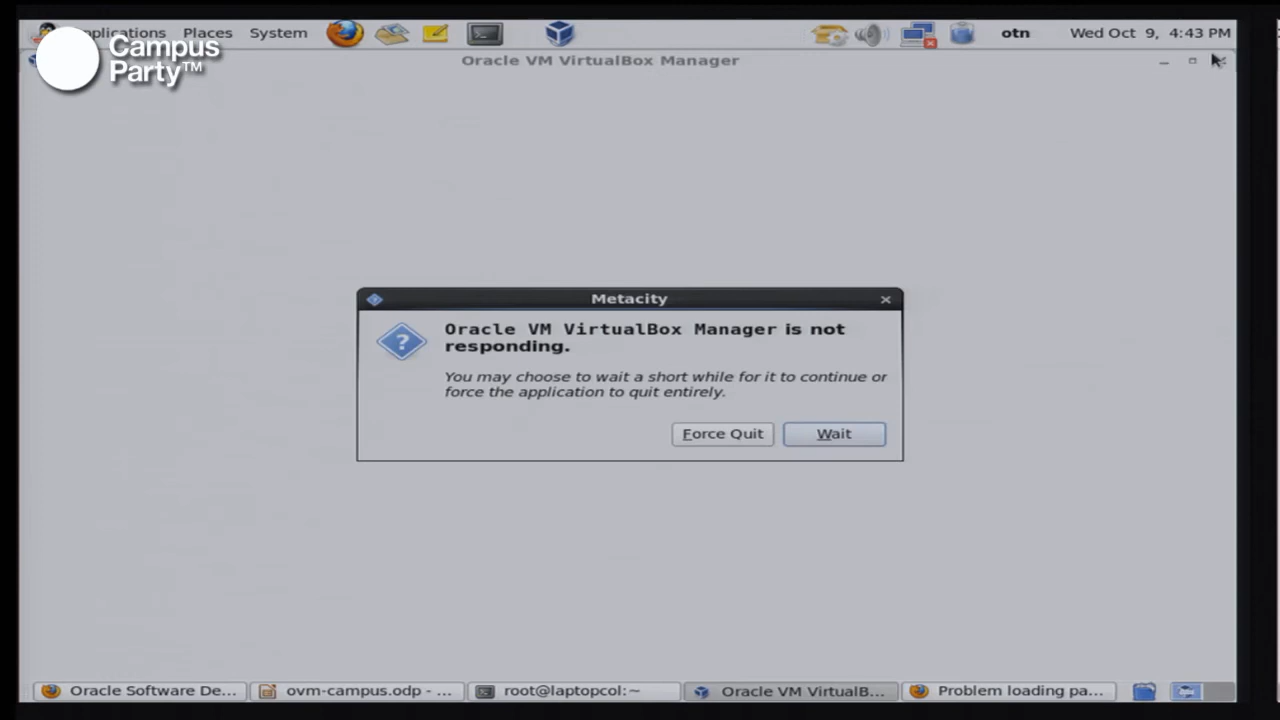 Applications Places System
otn
Wed Oct 9, 4:43 PM
Campus
Party™
Oracle VM VirtualBox Manager
Metacity
Oracle VM VirtualBox Manager is not
responding.
You may choose to wait a short while for it to continue or
force the application to quit entirely.
Force Quit
Wait
Oracle Software De...
ovm-campus.odp - ...
root@laptopcol:~
Oracle VM VirtualB...
Problem loading pa...